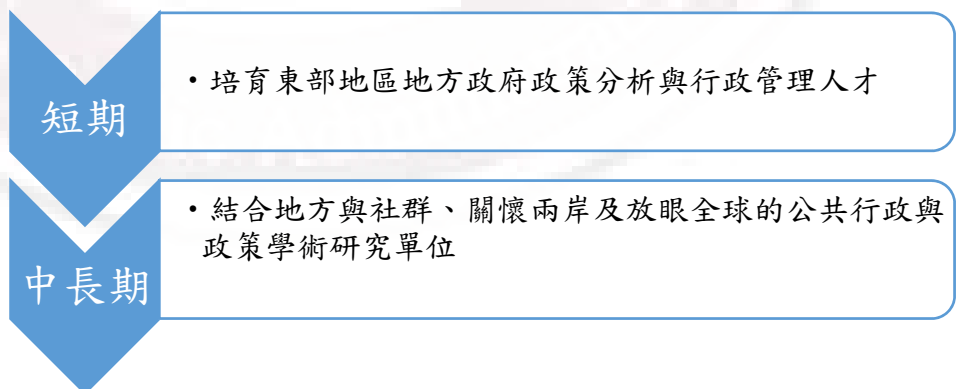 短期
・培育東部地區地方政府政策分析與行政管理人才
中長期
・結合地方與社群、關懷兩岸及放眼全球的公共行政與
政策學術研究單位